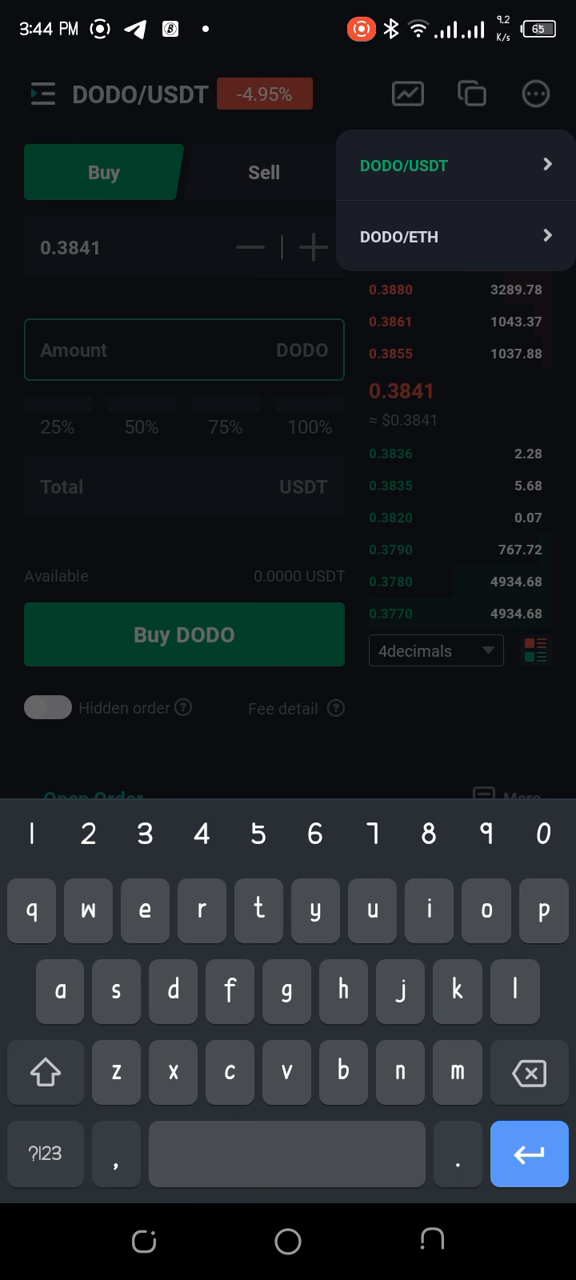 3:44 PM 9.2 K/s 65
DODO/USDT -4.95%
DODO/USDT
DODO/ETH
Buy Sell
0.3841
0.3880 3289.78
0.3861 1043.37
0.3855 1037.88
Amount DODO
0.3841
≈ $0.3841
25% 50% 75% 100%
0.3836 2.28
0.3835 5.68
Total USDT
0.3820 0.07
0.3790 767.72
Available 0.0000 USDT
0.3780 4934.68
0.3770 4934.68
Buy DODO
4decimals
Hidden order ? Fee detail ?
Open Order More
1 2 3 4 5 6 7 8 9 0
q w e r t y u i o p
a s d f g h j k l
z x c v b n m
?123 , .